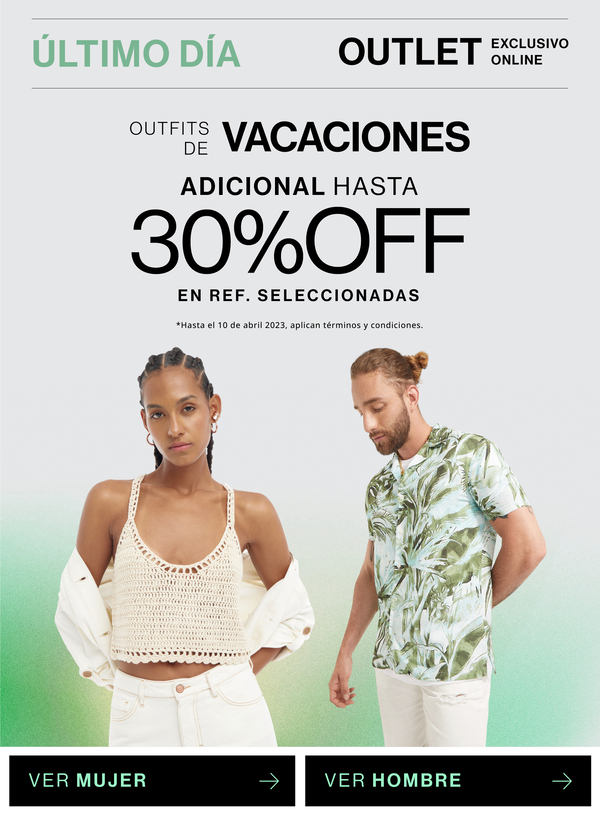 ÚLTIMO DÍA
OUTLET EXCLUSIVO
ONLINE
OUTFITS
DE VACACIONES
ADICIONAL HASTA
30%OFF
EN REF. SELECCIONADAS
*Hasta el 10 de abril 2023, aplican términos y condiciones.
VER MUJER
VER HOMBRE